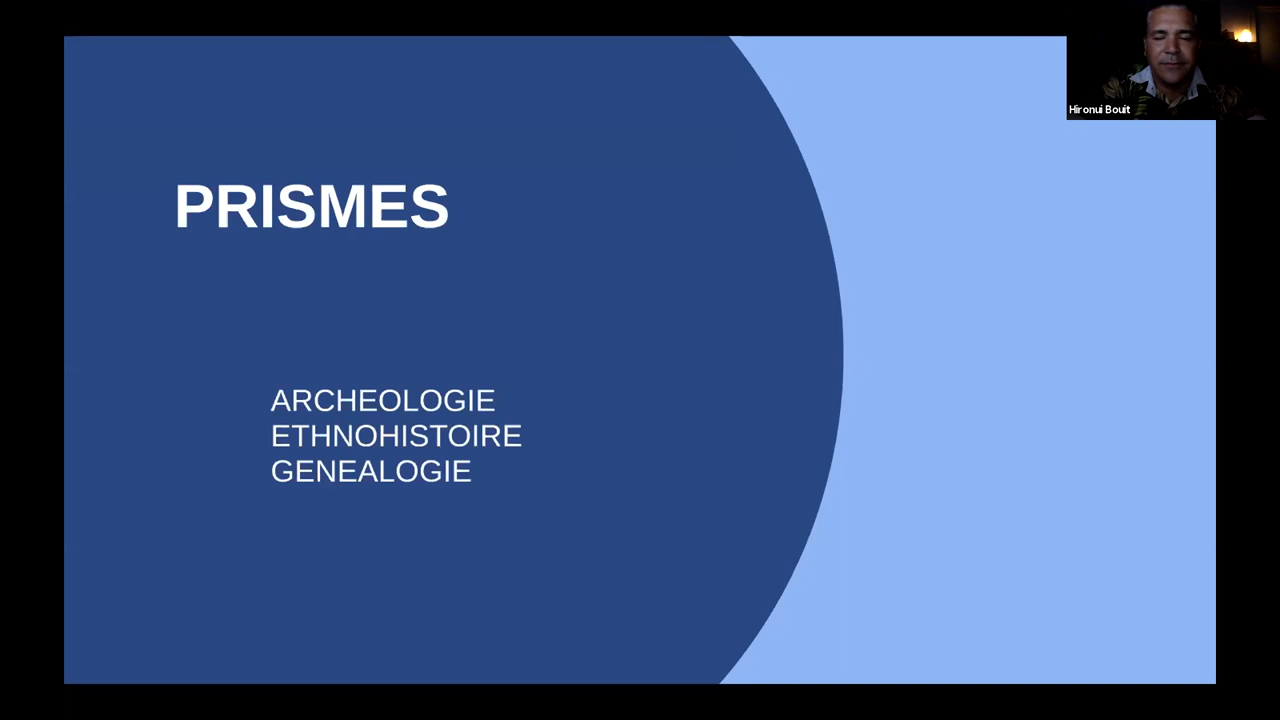 Hironui Bouit
PRISMES
ARCHEOLOGIE
ETHNOHISTOIRE
GENEALOGIE